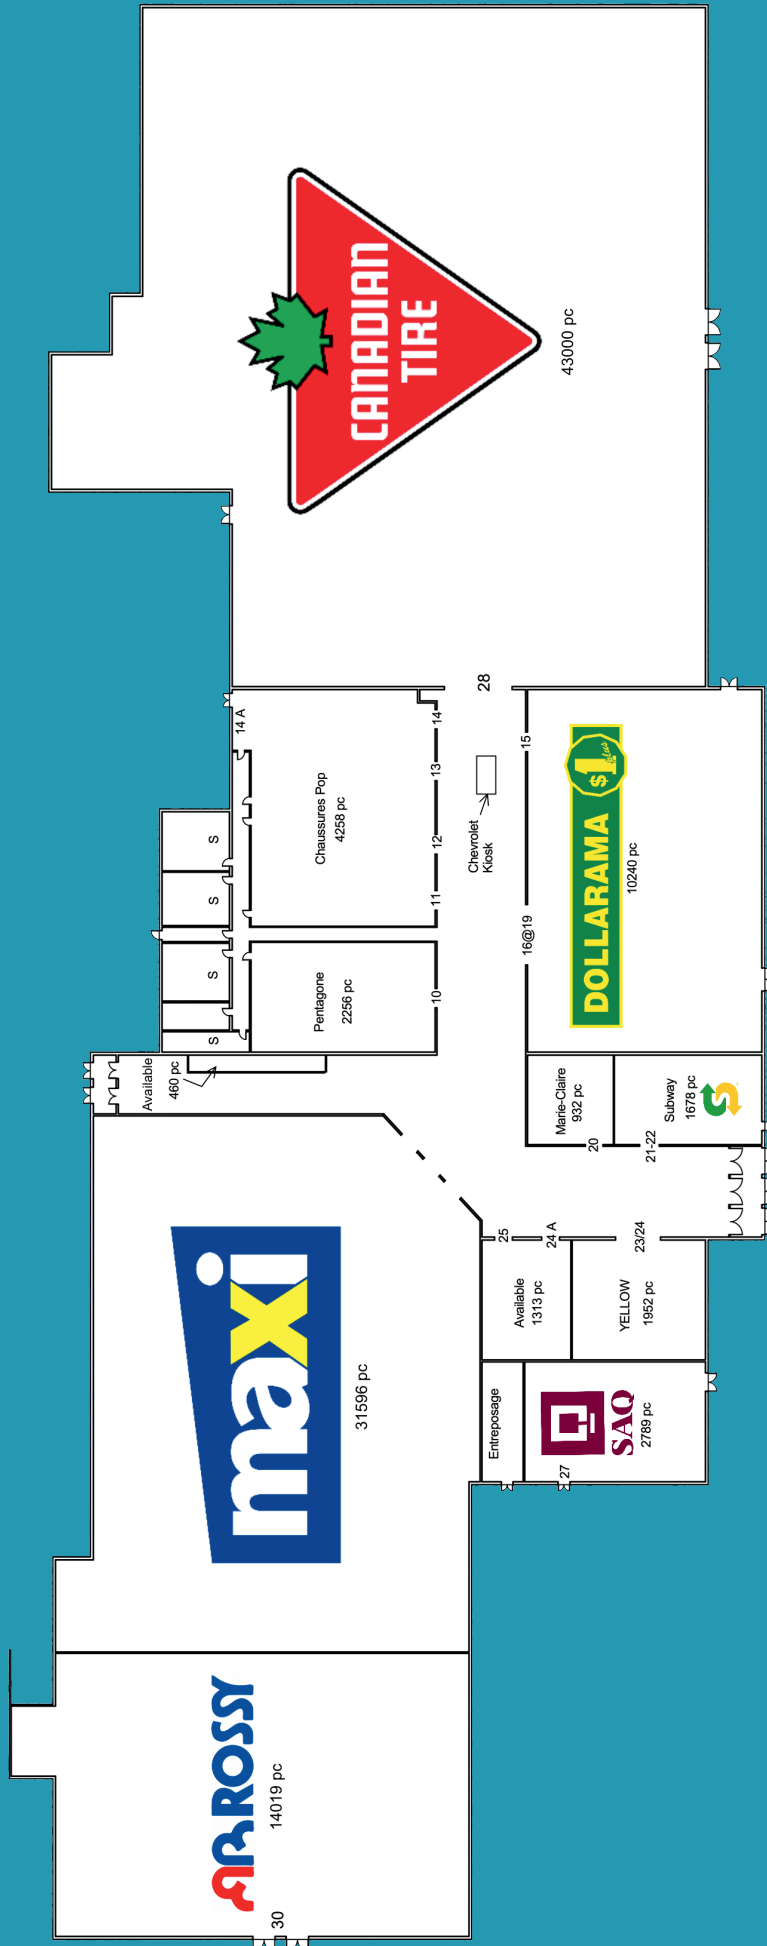 30
ROSSY
14019 pc
maxi
31596 pc
Entreposage
27
SAQ
2789 pc
Available
1313 pc
YELLOW
1952 pc
25
24 A
23/24
Available
460 pc
20
21-22
Marie-Claire
932 pc
Subway
1678 pc
S
S
S
S
Pentagone
2256 pc
10
Chaussures Pop
4258 pc
11
12
13
14
14 A
Chevrolet
Kiosk
16@19
15
DOLLARAMA $1 plus
10240 pc
28
CANADIAN
TIRE
43000 pc